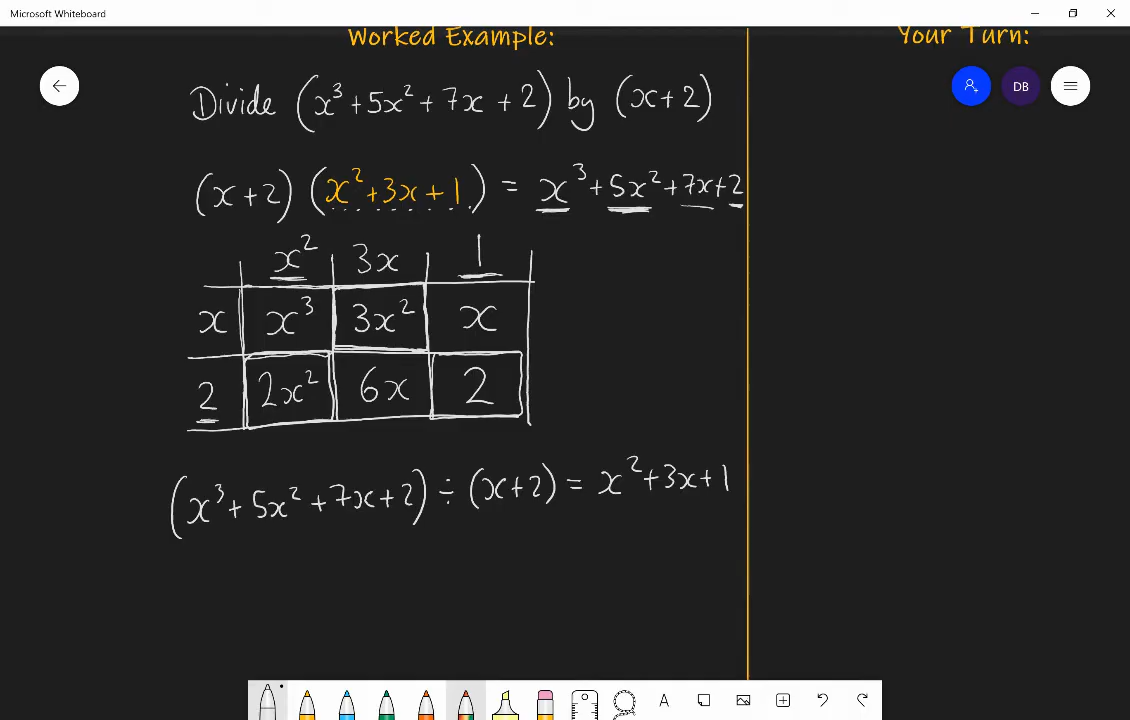 Microsoft Whiteboard
Worked Example:
Your Turn:
DB
Divide (x³ + 5x² + 7x + 2) by (x + 2)
(x + 2) (x² + 3x + 1) = x³ + 5x² + 7x + 2
x² 3x 1
x x³ 3x² x
2 2x² 6x 2
(x³ + 5x² + 7x + 2) ÷ (x + 2) = x² + 3x + 1
A